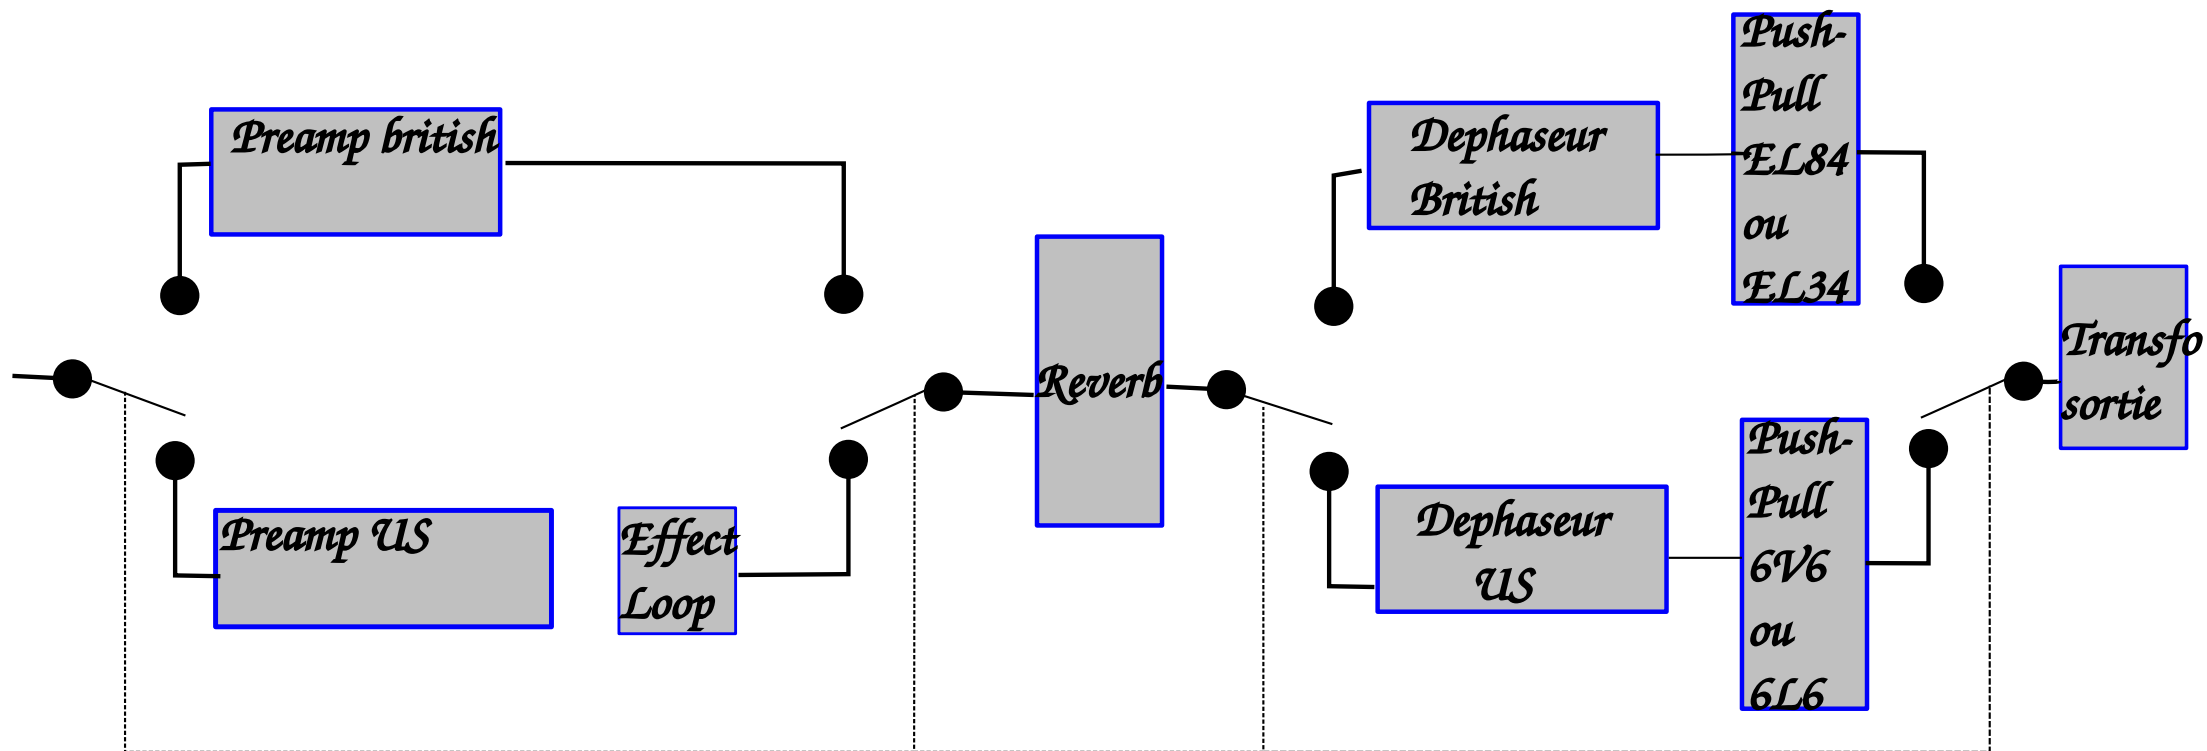 Preamp british
Preamp US
Effect
Loop
Reverb
Dephaseur
British
Push-
Pull
EL84
ou
EL34
Dephaseur
US
Push-
Pull
6V6
ou
6L6
Transfo
sortie